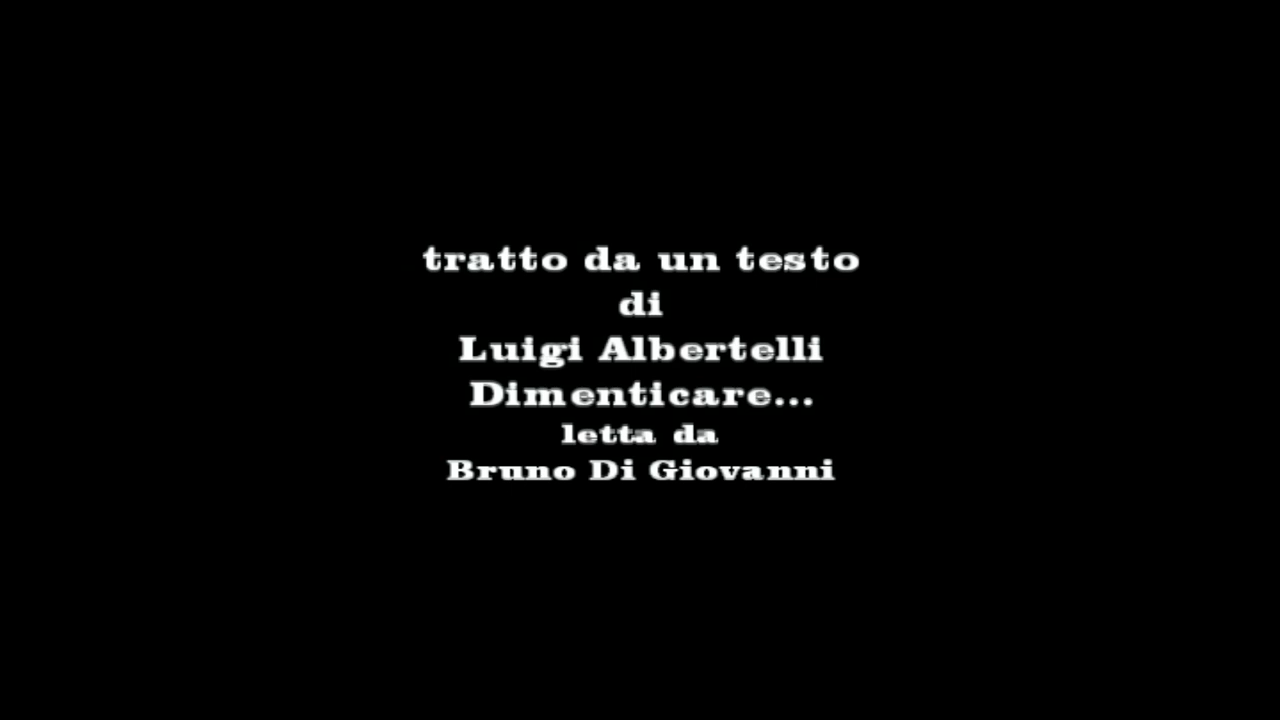 tratto da un testo
di
Luigi Albertelli
Dimenticare...
letta da
Bruno Di Giovanni